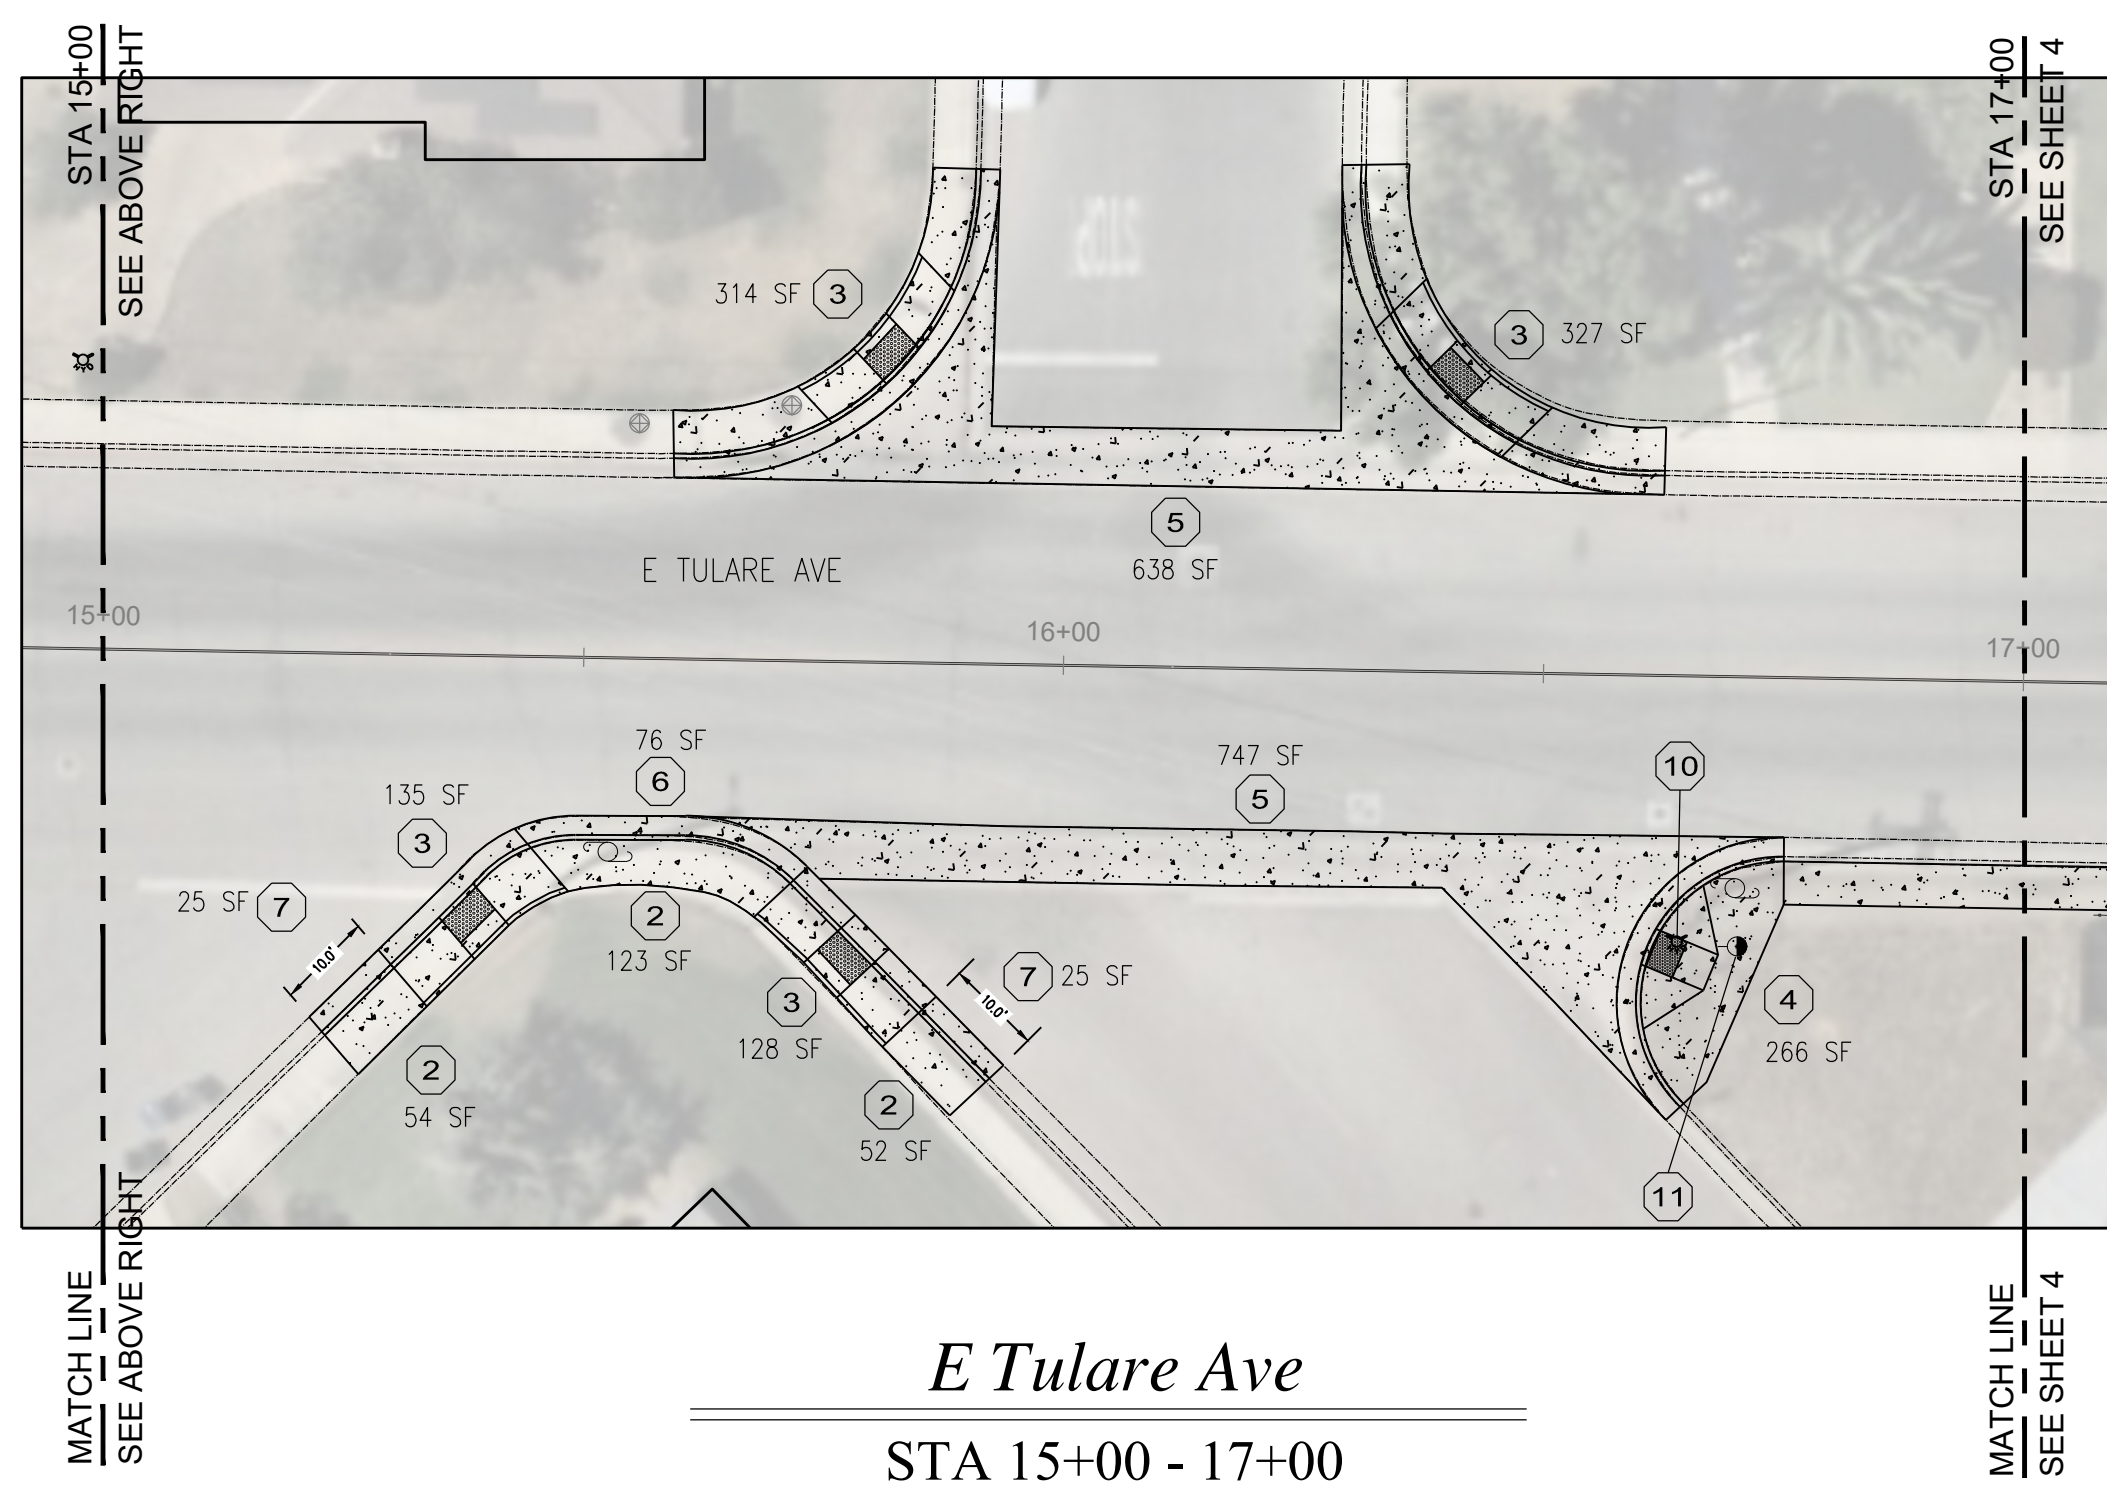 STA 15+00
SEE ABOVE RIGHT
STA 17+00
SEE SHEET 4
STOP
314 SF 3
3 327 SF
5
638 SF
E TULARE AVE
15+00
16+00
17+00
76 SF
6
135 SF
3
747 SF
5
10
25 SF 7
10.0'
2
123 SF
7 25 SF
10.0'
3
128 SF
4
266 SF
2
54 SF
2
52 SF
11
MATCH LINE
SEE ABOVE RIGHT
MATCH LINE
SEE SHEET 4
E Tulare Ave
STA 15+00 - 17+00